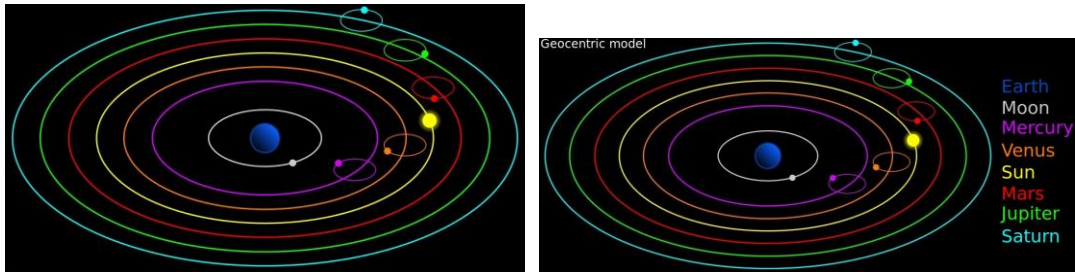 Geocentric model
Earth
Moon
Mercury
Venus
Sun
Mars
Jupiter
Saturn